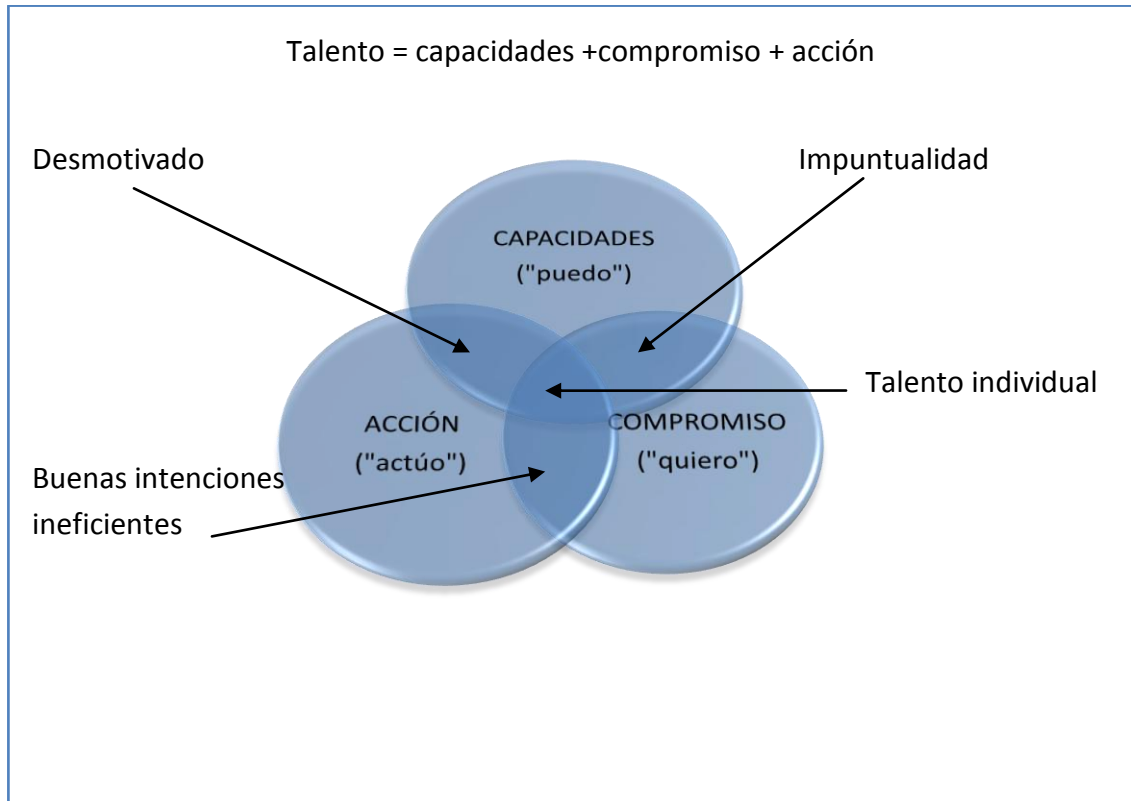 Talento = capacidades +compromiso + acción
Desmotivado
Impuntualidad
CAPACIDADES
("puedo")
Talento individual
ACCIÓN
("actúo")
COMPROMISO
("quiero")
Buenas intenciones
ineficientes